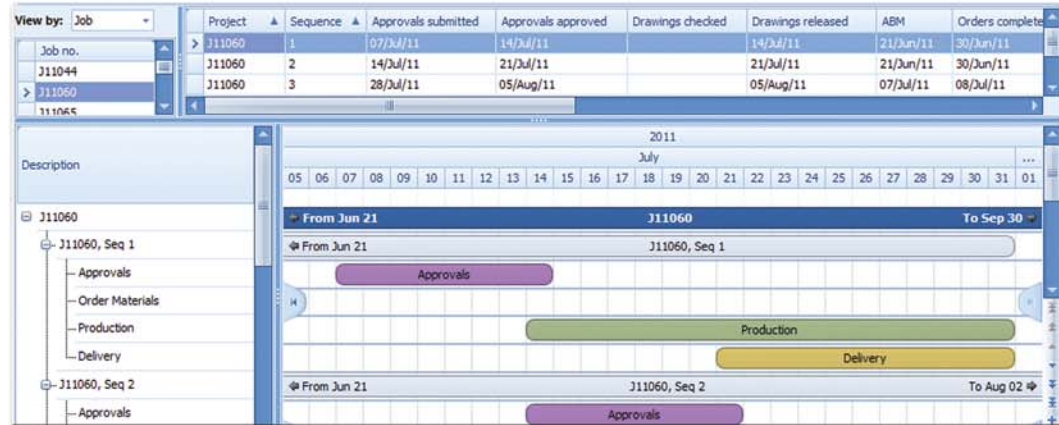 View by: Job
Project Sequence Approvals submitted Approvals approved Drawings checked Drawings released ABM Orders complete
Job no.
J11060 1 07/Jul/11 14/Jul/11 14/Jul/11 21/Jun/11 30/Jun/11
J11044
J11060 2 14/Jul/11 21/Jul/11 21/Jul/11 21/Jun/11 30/Jun/11
J11060
J11060 3 28/Jul/11 05/Aug/11 05/Aug/11 07/Jul/11 08/Jul/11
J11065
2011
Description
July ...
05 06 07 08 09 10 11 12 13 14 15 16 17 18 19 20 21 22 23 24 25 26 27 28 29 30 31 01
J11060 From Jun 21 J11060 To Sep 30
J11060, Seq 1 From Jun 21 J11060, Seq 1
Approvals Approvals
Order Materials
Production Production
Delivery Delivery
J11060, Seq 2 From Jun 21 J11060, Seq 2 To Aug 02
Approvals Approvals